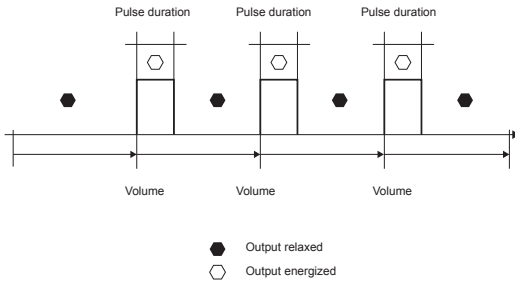 Pulse duration Pulse duration Pulse duration
Volume Volume Volume
Output relaxed
Output energized